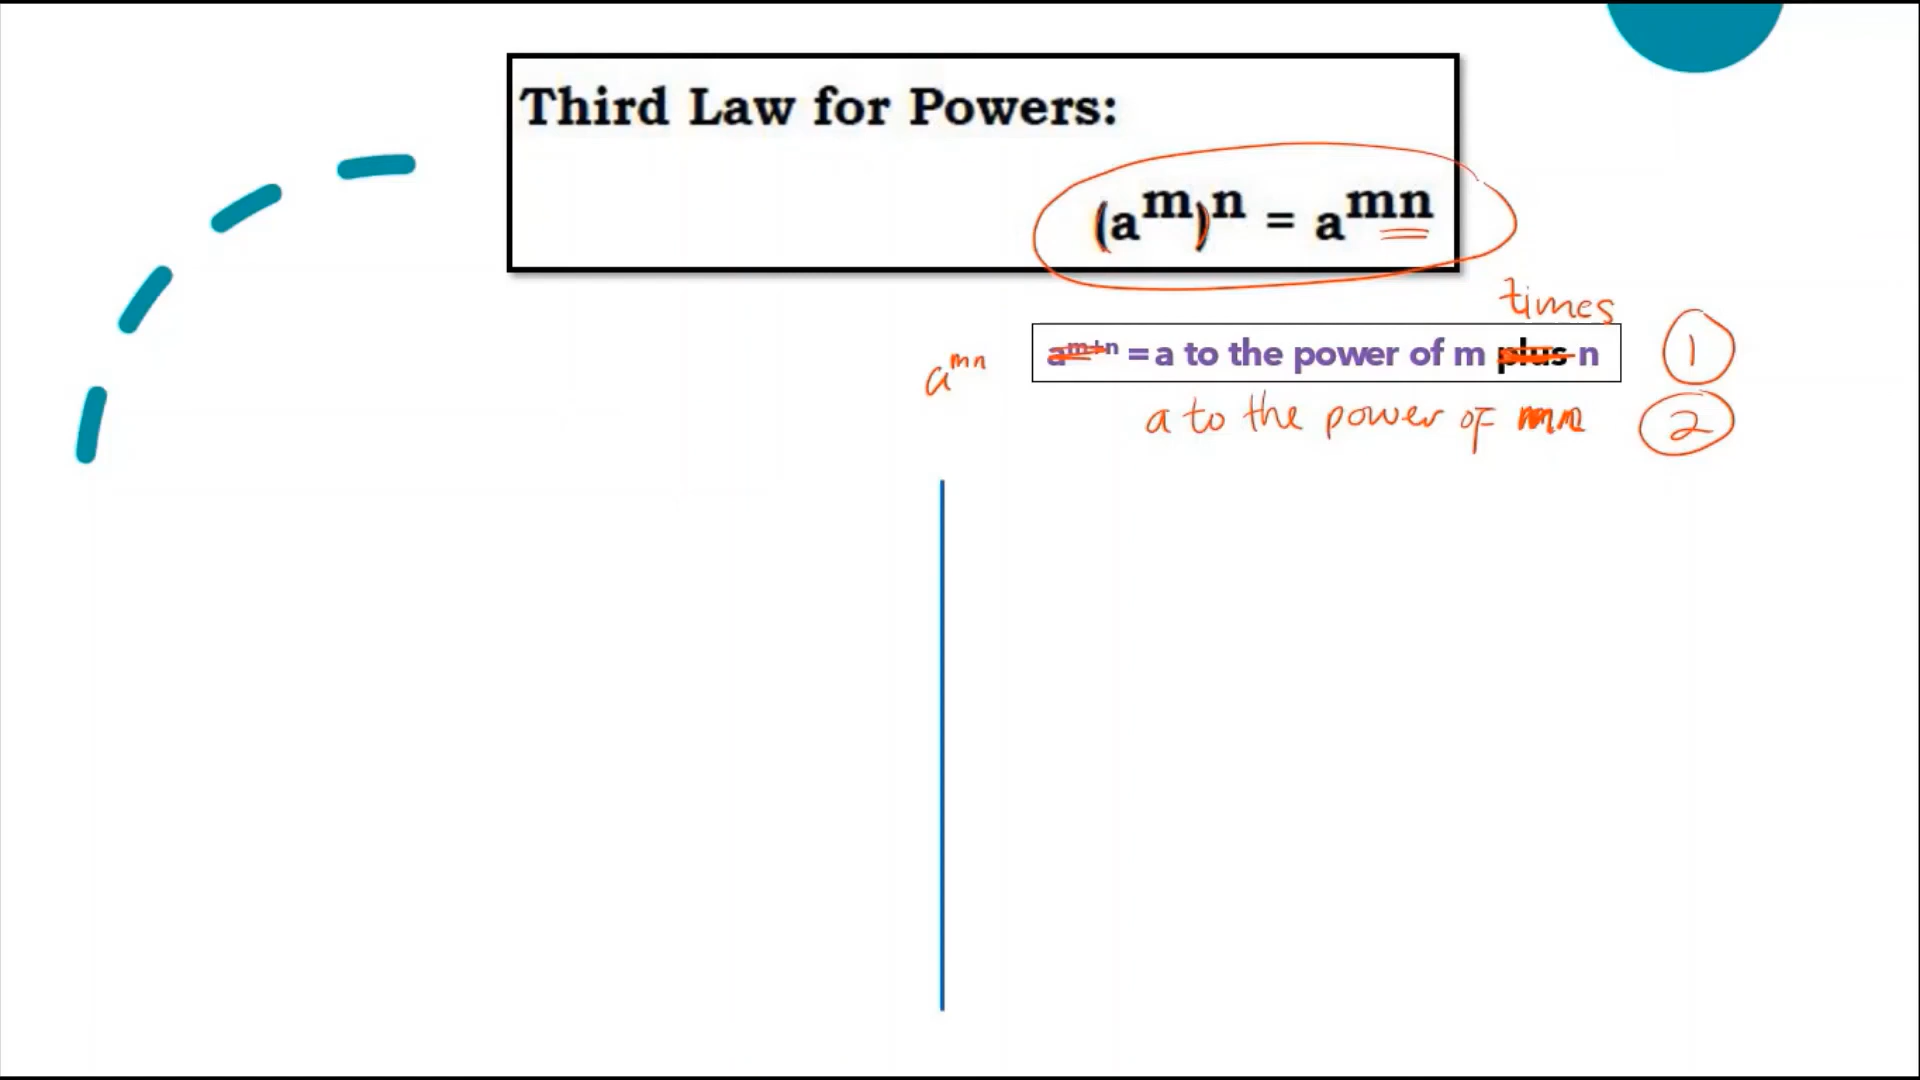 Third Law for Powers:
(a^m)^n = a^mn
times
a^mn
a^m+n = a to the power of m plus n
1
a to the power of mn
2